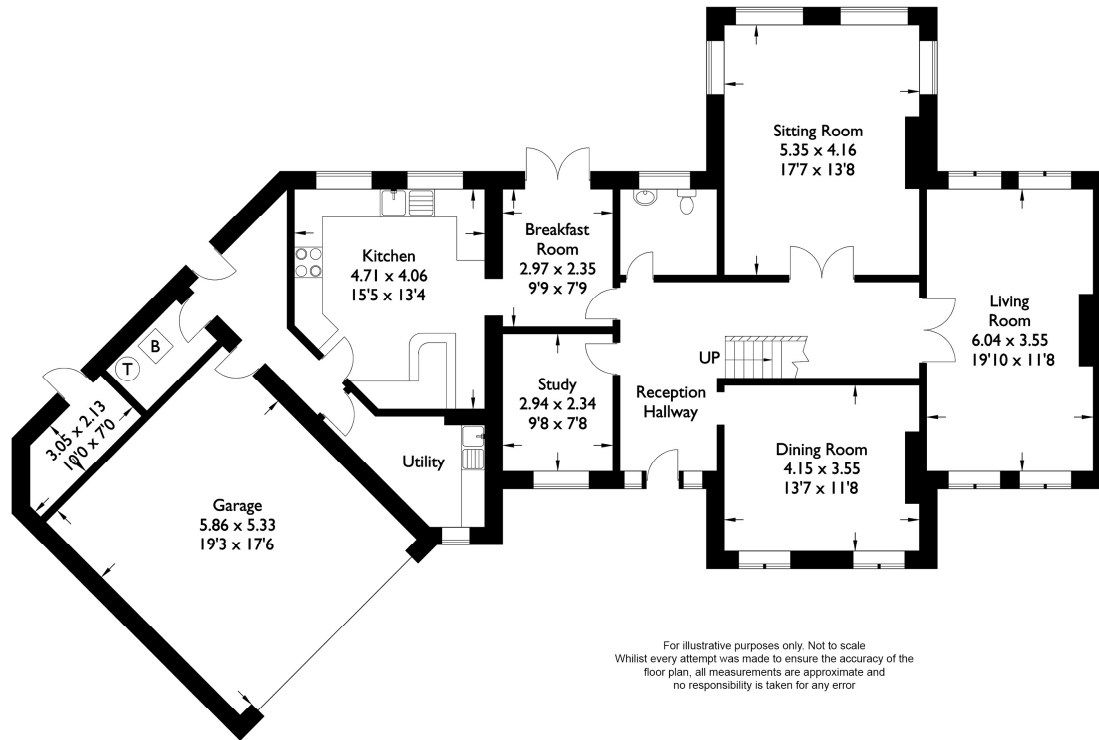 Sitting Room
5.35 x 4.16
17'7 x 13'8
Kitchen
4.71 x 4.06
15'5 x 13'4
Breakfast
Room
2.97 x 2.35
9'9 x 7'9
Living
Room
6.04 x 3.55
19'10 x 11'8
B
T
UP
Study
2.94 x 2.34
9'8 x 7'8
Reception
Hallway
3.05 x 2.13
10'0 x 7'0
Utility
Dining Room
4.15 x 3.55
13'7 x 11'8
Garage
5.86 x 5.33
19'3 x 17'6
For illustrative purposes only. Not to scale
Whilist every attempt was made to ensure the accuracy of the
floor plan, all measurements are approximate and
no responsibility is taken for any error